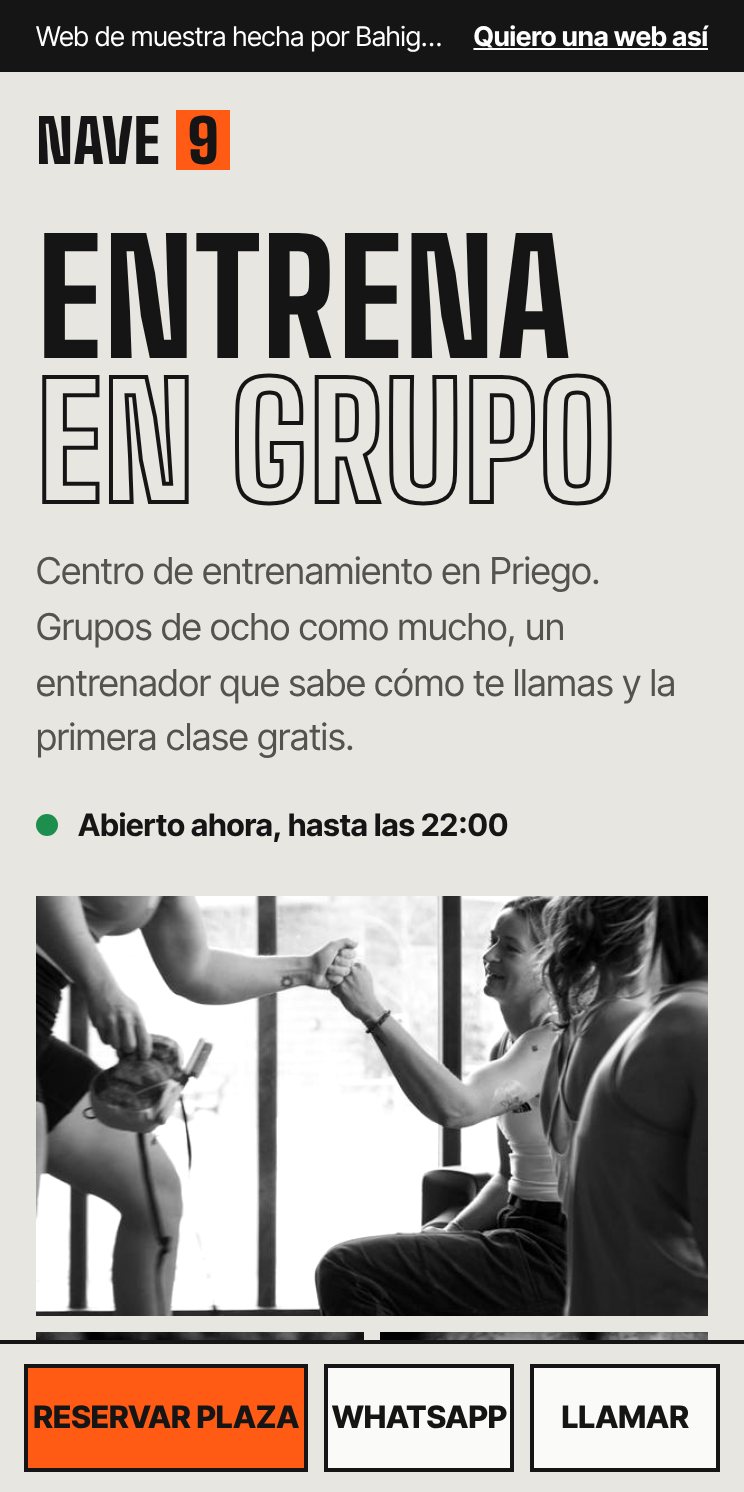 Web de muestra hecha por Bahig...
Quiero una web así
NAVE 9
ENTRENA
EN GRUPO
Centro de entrenamiento en Priego.
Grupos de ocho como mucho, un
entrenador que sabe cómo te llamas y la
primera clase gratis.
Abierto ahora, hasta las 22:00
RESERVAR PLAZA
WHATSAPP
LLAMAR